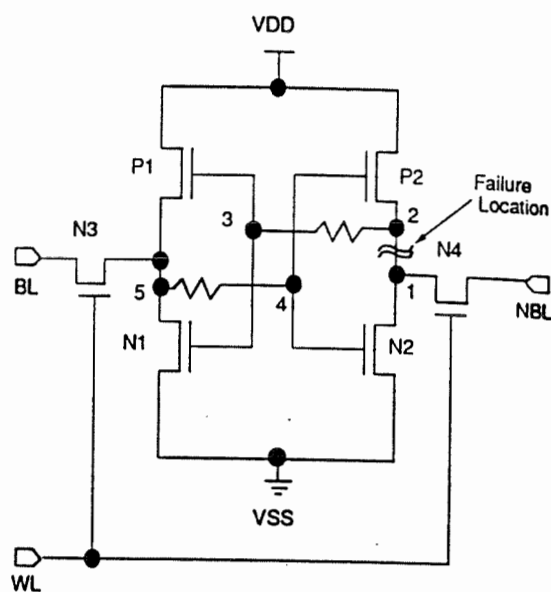 VDD
P1
P2
Failure
Location
3
2
N3
N4
BL
5
4
1
NBL
N1
N2
VSS
WL